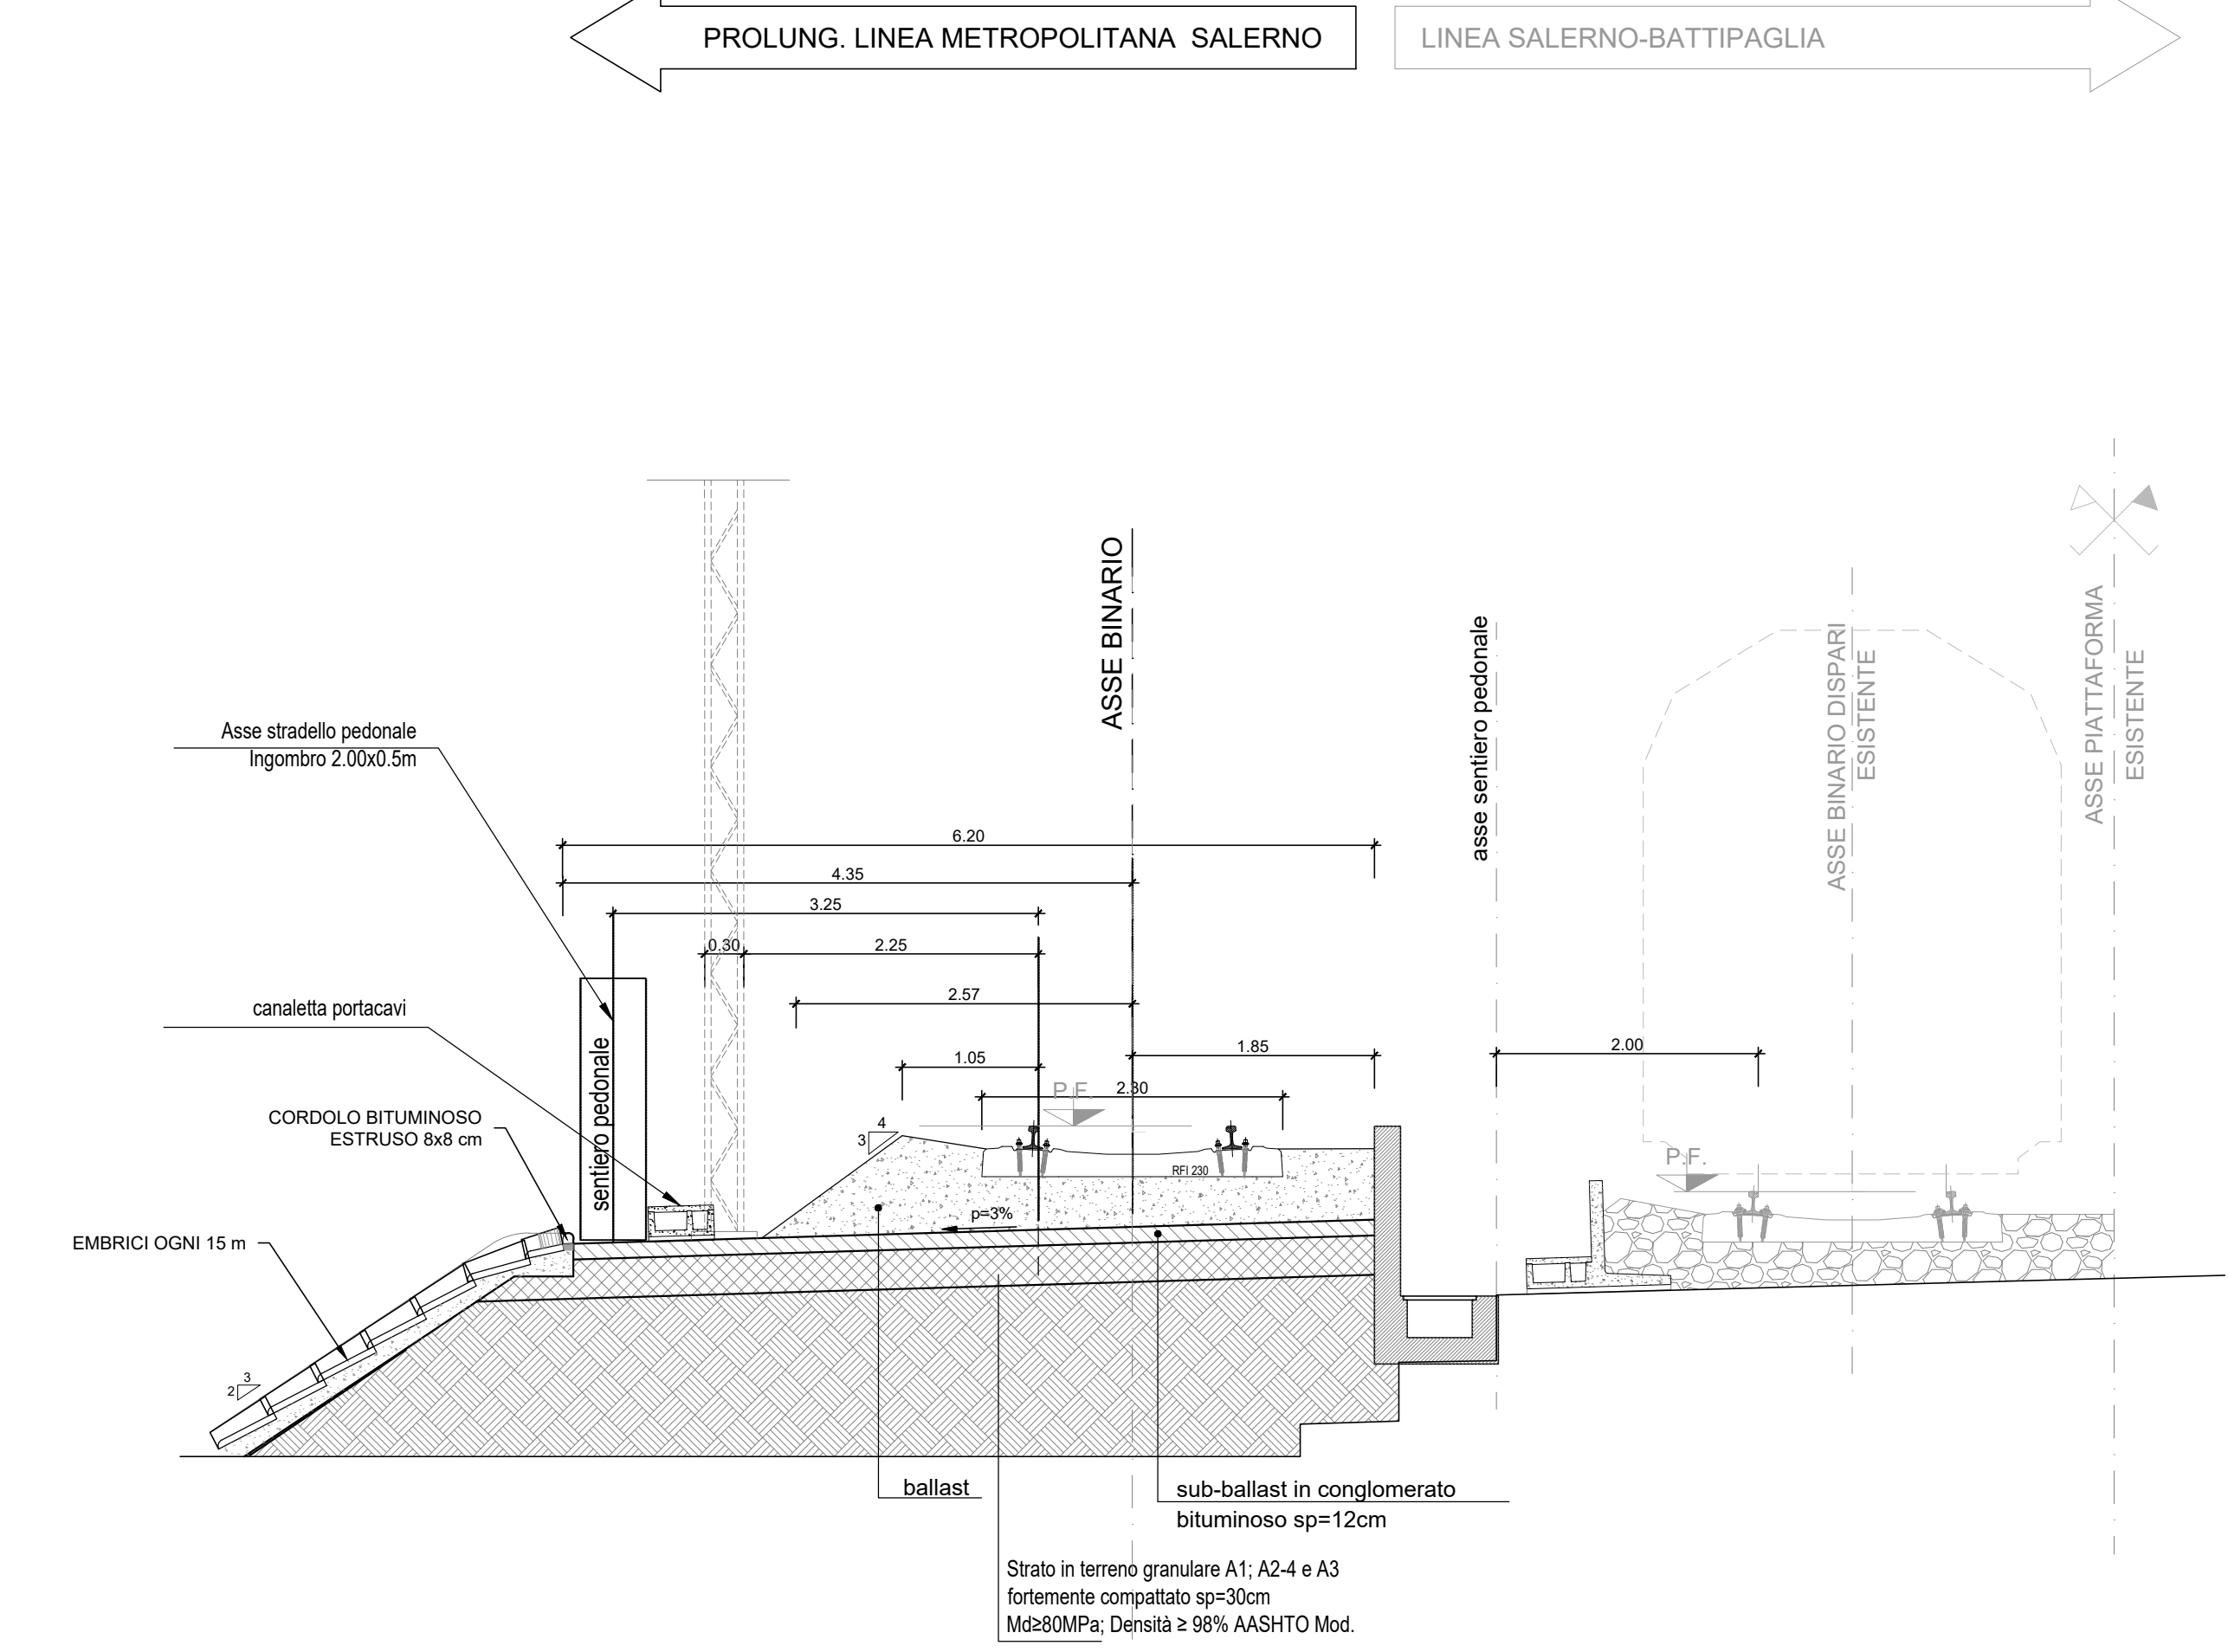 PROLUNG. LINEA METROPOLITANA SALERNO
LINEA SALERNO-BATTIPAGLIA
ASSE BINARIO
asse sentiero pedonale
ASSE BINARIO DISPARI
ESISTENTE
ASSE PIATTAFORMA
ESISTENTE
Asse stradello pedonale
Ingombro 2.00x0.5m
6.20
4.35
3.25
0.30
2.25
2.57
canaletta portacavi
1.85
2.00
1.05
P.F.
2.30
sentiero pedonale
CORDOLO BITUMINOSO
ESTRUSO 8x8 cm
4
3
P.F.
RFI 230
p=3%
EMBRICI OGNI 15 m
3
2
ballast
sub-ballast in conglomerato
bituminoso sp=12cm
Strato in terreno granulare A1; A2-4 e A3
fortemente compattato sp=30cm
Md≥80MPa; Densità ≥ 98% AASHTO Mod.